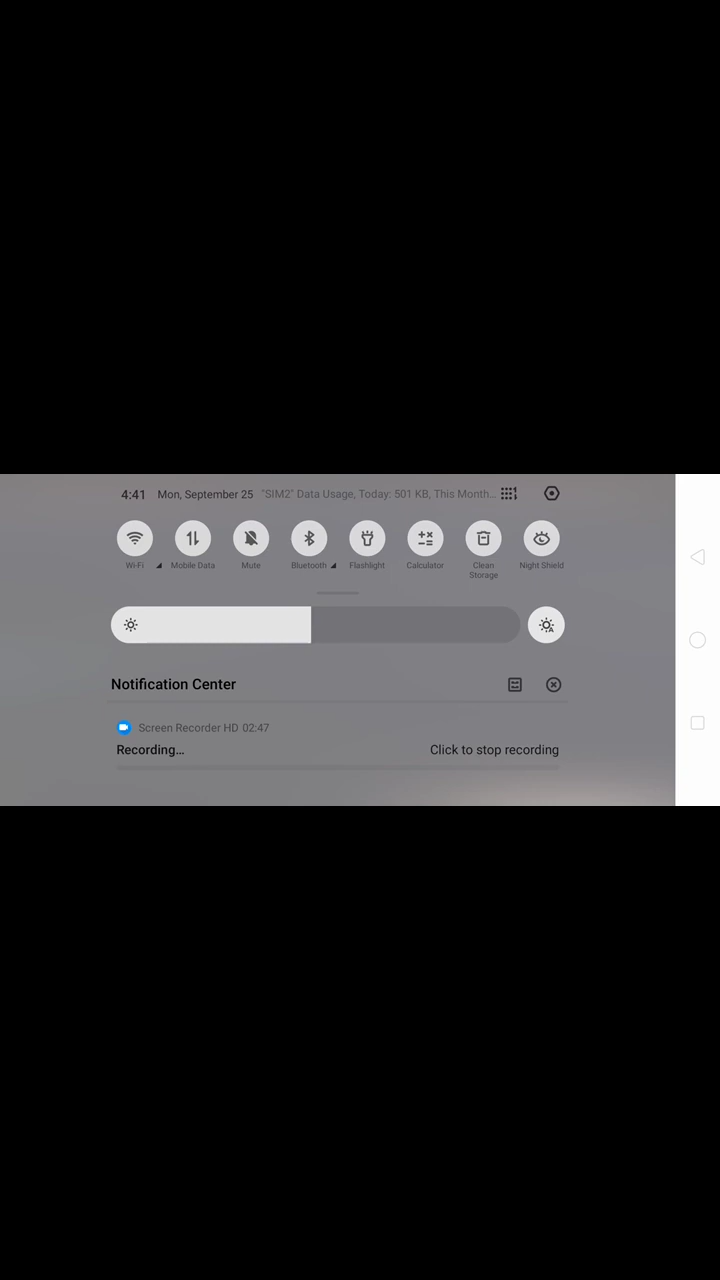 4:41 Mon, September 25 "SIM2" Data Usage, Today: 501 KB, This Month...
Wi-Fi Mobile Data Mute Bluetooth Flashlight Calculator Clean Storage Night Shield
Notification Center
Screen Recorder HD 02:47
Recording... Click to stop recording